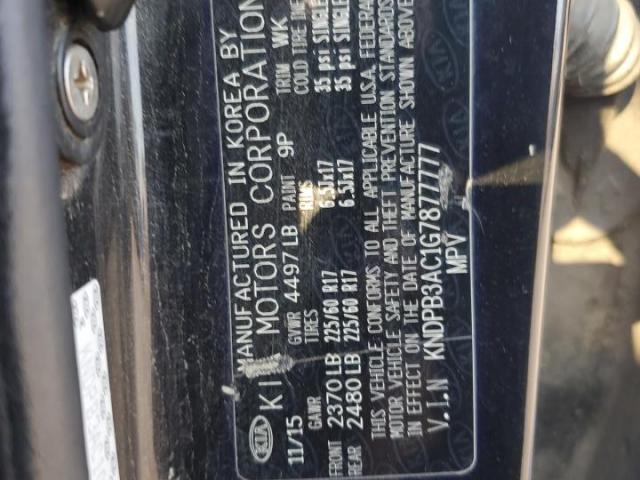 MANUFACTURED IN KOREA BY
KIA MOTORS CORPORATION
11/15 GVWR 4497 LB PAINT 9P TRIM WK
GAWR TIRES RIMS COLD TIRE
FRONT 2370 LB 225/60 R17 6.5Jx17 35 psi SINGLE
REAR 2480 LB 225/60 R17 6.5Jx17 35 psi SINGLE
THIS VEHICLE CONFORMS TO ALL APPLICABLE U.S.A. FEDERAL
MOTOR VEHICLE SAFETY AND THEFT PREVENTION STANDARDS
IN EFFECT ON THE DATE OF MANUFACTURE SHOWN ABOVE
V.I.N KNDPB3AC1G7877777
MPV